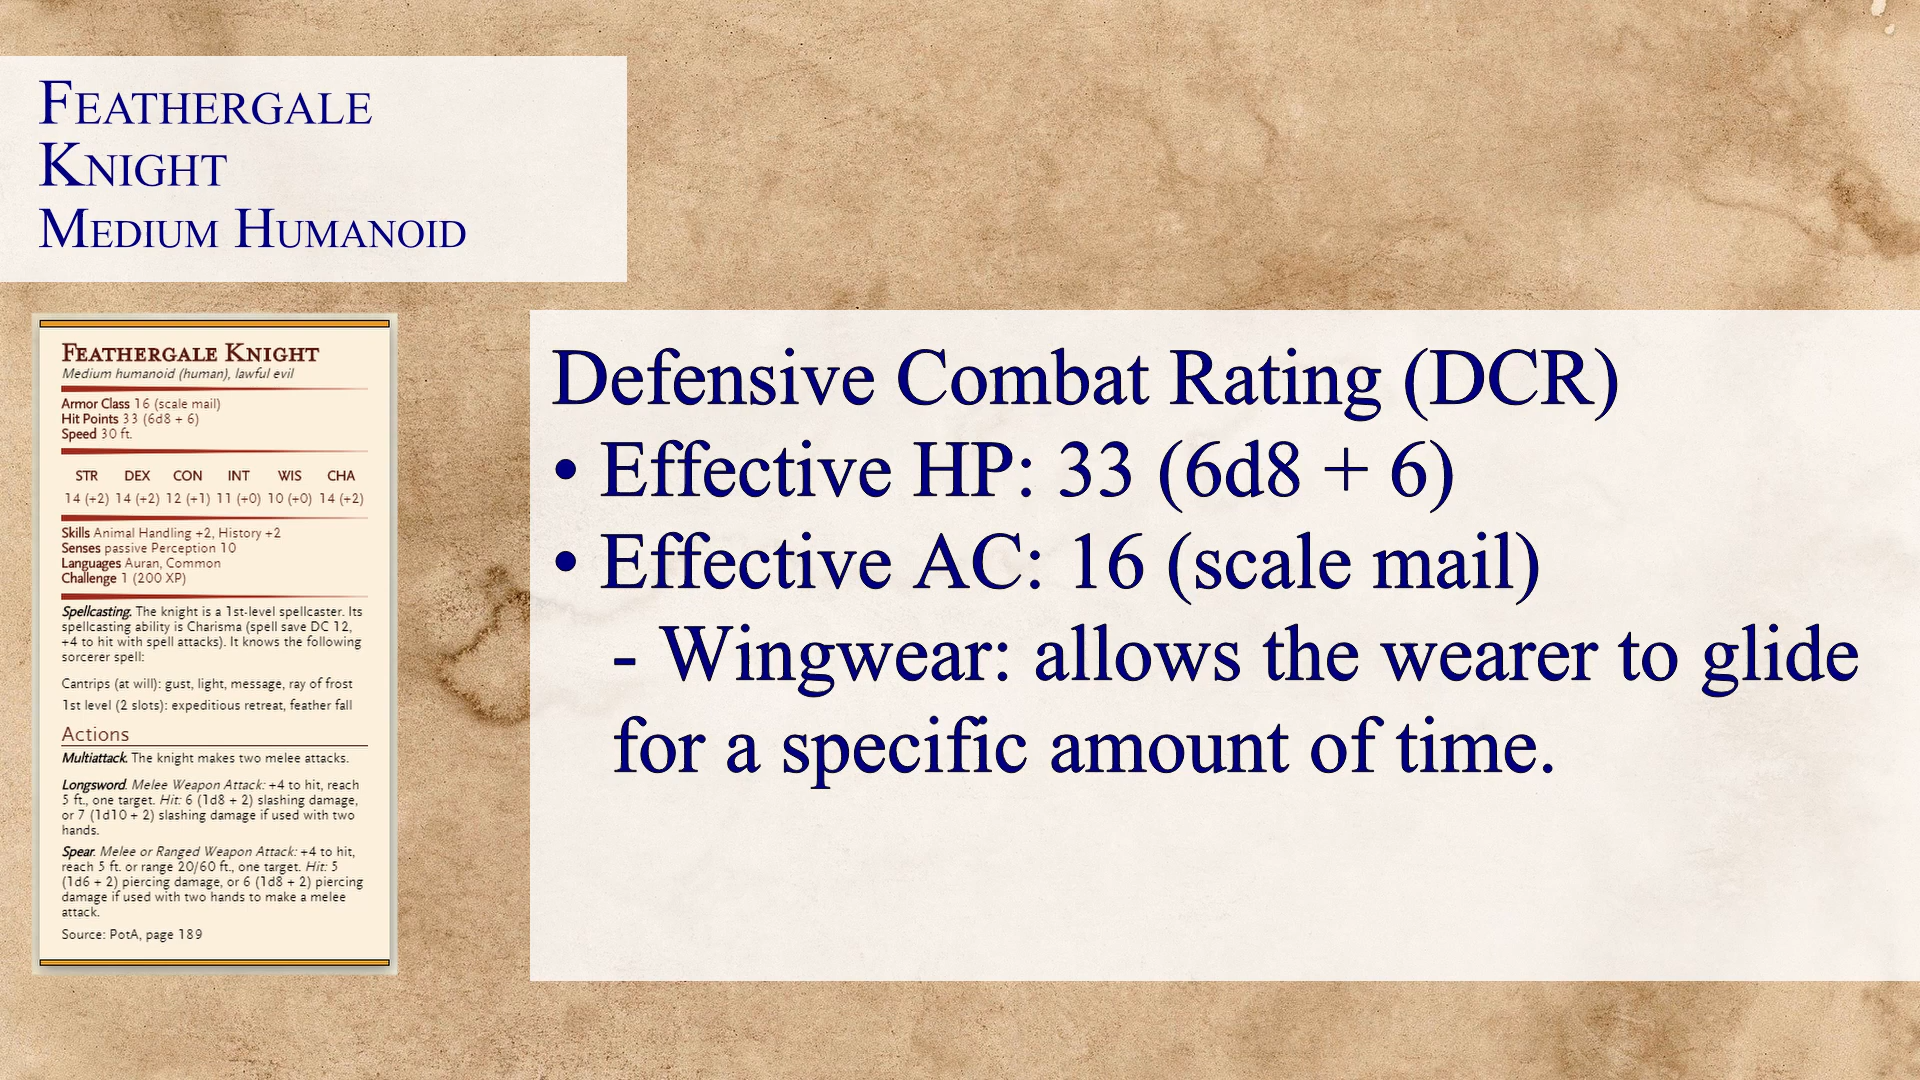 FEATHERGALE
KNIGHT
MEDIUM HUMANOID
FEATHERGALE KNIGHT
Medium humanoid (human), lawful evil
Armor Class 16 (scale mail)
Hit Points 33 (6d8 + 6)
Speed 30 ft.
STR DEX CON INT WIS CHA
14 (+2) 14 (+2) 12 (+1) 11 (+0) 10 (+0) 14 (+2)
Skills Animal Handling +2, History +2
Senses passive Perception 10
Languages Auran, Common
Challenge 1 (200 XP)
Spellcasting. The knight is a 1st-level spellcaster. Its
spellcasting ability is Charisma (spell save DC 12,
+4 to hit with spell attacks). It knows the following
sorcerer spell:
Cantrips (at will): gust, light, message, ray of frost
1st level (2 slots): expeditious retreat, feather fall
Actions
Multiattack. The knight makes two melee attacks.
Longsword. Melee Weapon Attack: +4 to hit, reach
5 ft., one target. Hit: 6 (1d8 + 2) slashing damage,
or 7 (1d10 + 2) slashing damage if used with two
hands.
Spear. Melee or Ranged Weapon Attack: +4 to hit,
reach 5 ft. or range 20/60 ft., one target. Hit: 5
(1d6 + 2) piercing damage, or 6 (1d8 + 2) piercing
damage if used with two hands to make a melee
attack.
Source: PotA, page 189
Defensive Combat Rating (DCR)
• Effective HP: 33 (6d8 + 6)
• Effective AC: 16 (scale mail)
- Wingwear: allows the wearer to glide
for a specific amount of time.